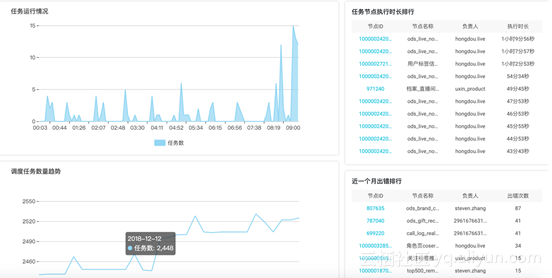 任务运行情况
15
10
5
0
00:03 00:44 01:26 02:07 02:48 03:30 04:11 04:52 05:34 06:15 06:56 07:38 08:19 09:00
任务数
调度任务数量趋势
2550
2520
2490
2460
2018-12-12
任务数: 2,448
任务节点执行时长排行
节点ID 节点名称 负责人 执行时长
1000002420... ods_live_no... hongdou.live 1小时9分56秒
1000002420... ods_live_no... hongdou.live 1小时7分57秒
1000002721... 用户标签信... hongdou.live 1小时2分53秒
1000002420... ods_live_no... hongdou.live 54分34秒
971240 档案_直播间... uxin_product 49分45秒
1000002420... ods_live_no... hongdou.live 47分53秒
1000002420... ods_live_no... hongdou.live 46分53秒
1000002420... ods_live_no... hongdou.live 45分55秒
1000002420... ods_live_no... hongdou.live 44分53秒
1000002420... ods_live_no... hongdou.live 43分43秒
近一个月出错排行
节点ID 节点名称 负责人 出错次数
807635 ods_brand_c... steven.zhang 87
787040 ods_gift_rec... 2961676631... 41
699220 call_log_real... 2961676631... 41
1000003285... 角色页coser... hongdou.live 34
1000002505... 关注标签推... uxin_product
1000001870... top500_rem... steven.zhang 15